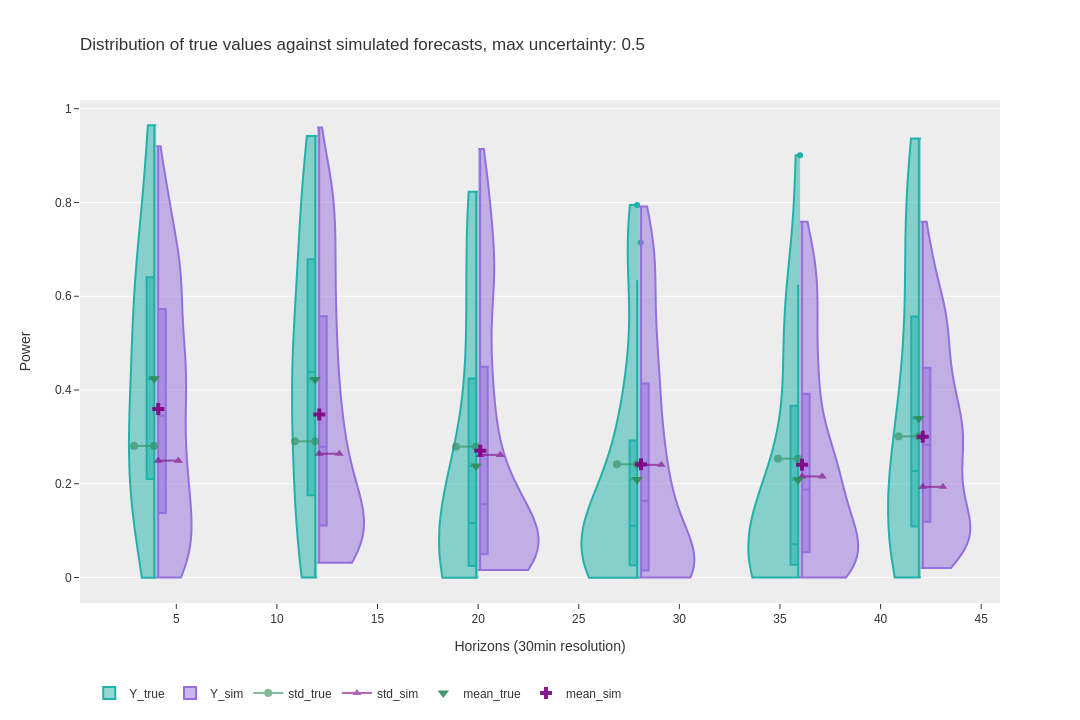 Distribution of true values against simulated forecasts, max uncertainty: 0.5
1
0.8
0.6
0.4
0.2
0
Power
5 10 15 20 25 30 35 40 45
Horizons (30min resolution)
Y_true Y_sim std_true std_sim mean_true mean_sim